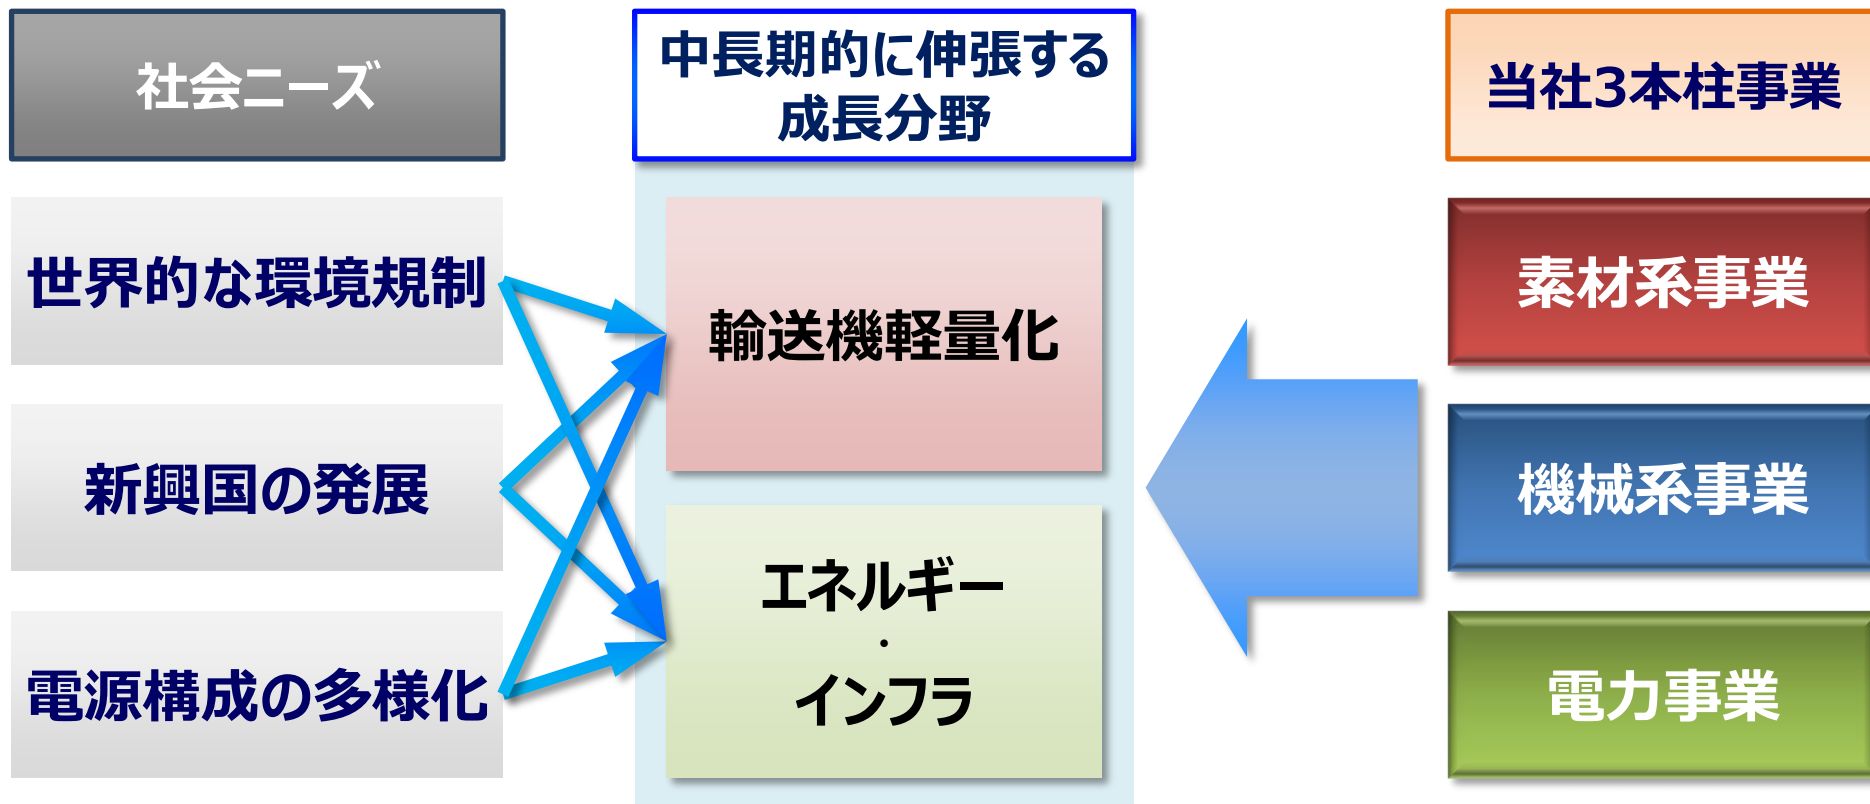 社会ニーズ
世界的な環境規制
新興国の発展
電源構成の多様化
中長期的に伸張する
成長分野
輸送機軽量化
エネルギー
・
インフラ
当社3本柱事業
素材系事業
機械系事業
電力事業